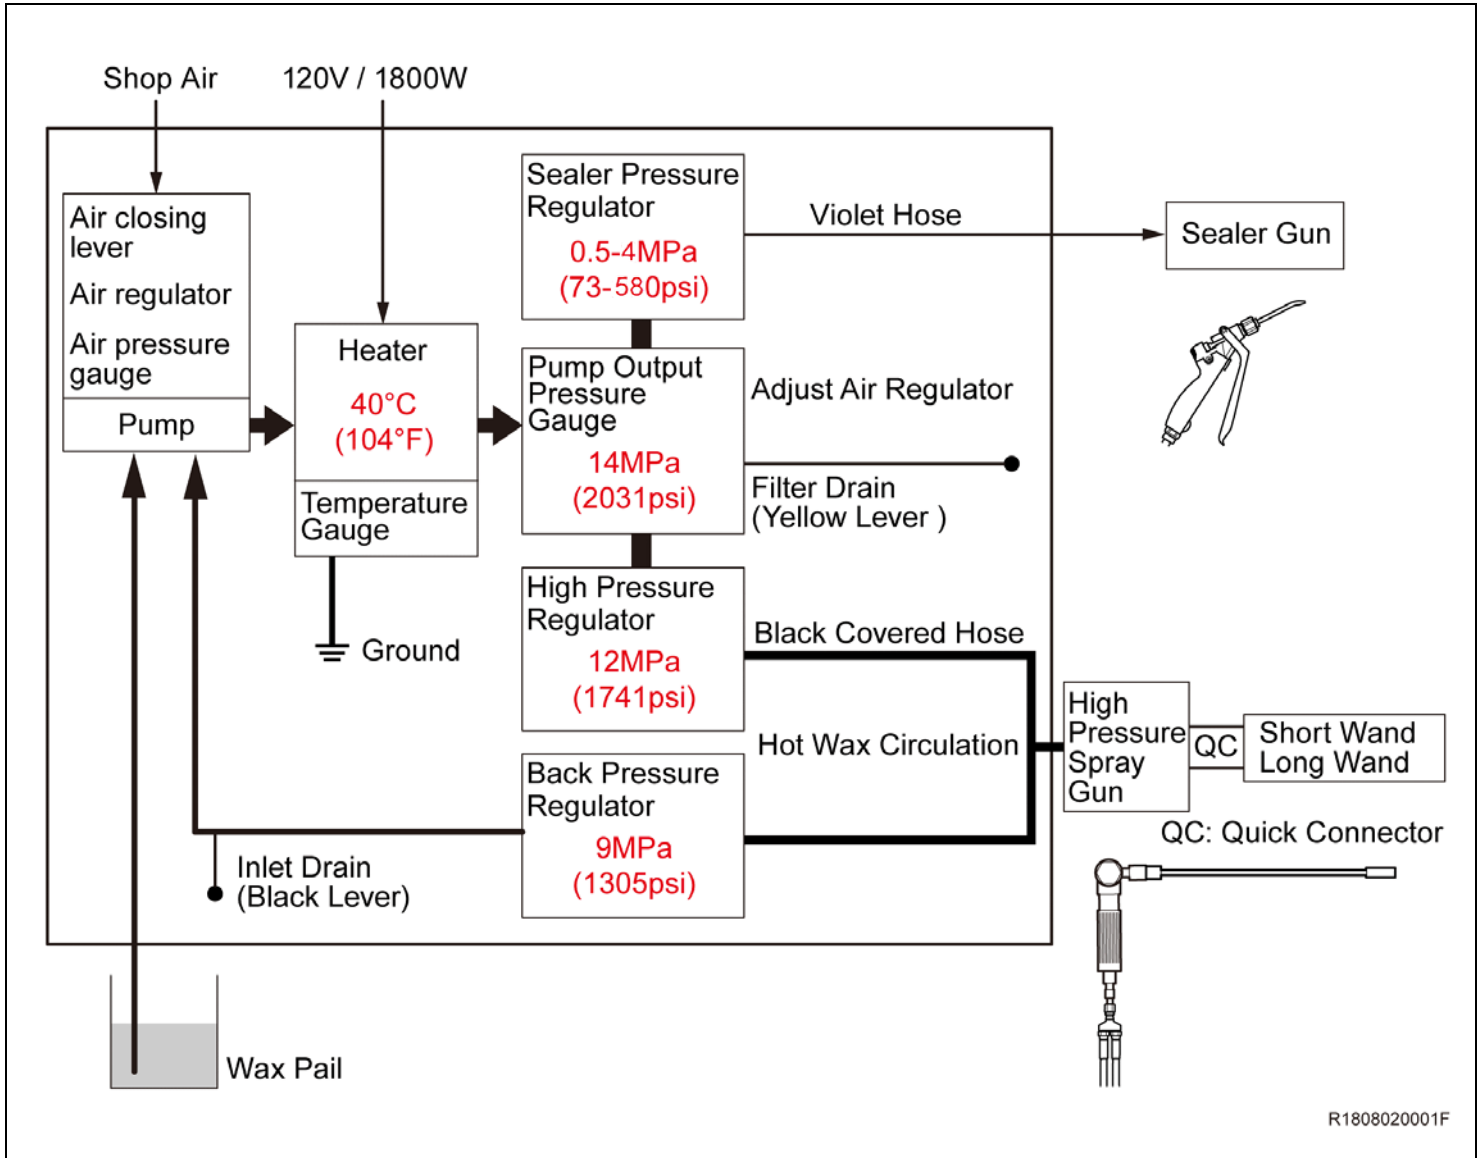 Shop Air
120V / 1800W
Air closing
lever
Air regulator
Air pressure
gauge
Pump
Heater
40°C
(104°F)
Temperature
Gauge
Ground
Sealer Pressure
Regulator
0.5-4MPa
(73-580psi)
Violet Hose
Sealer Gun
Pump Output
Pressure
Gauge
14MPa
(2031psi)
Adjust Air Regulator
Filter Drain
(Yellow Lever )
High Pressure
Regulator
12MPa
(1741psi)
Black Covered Hose
Hot Wax Circulation
Back Pressure
Regulator
9MPa
(1305psi)
High
Pressure
Spray
Gun
QC
Short Wand
Long Wand
QC: Quick Connector
Inlet Drain
(Black Lever)
Wax Pail
R1808020001F